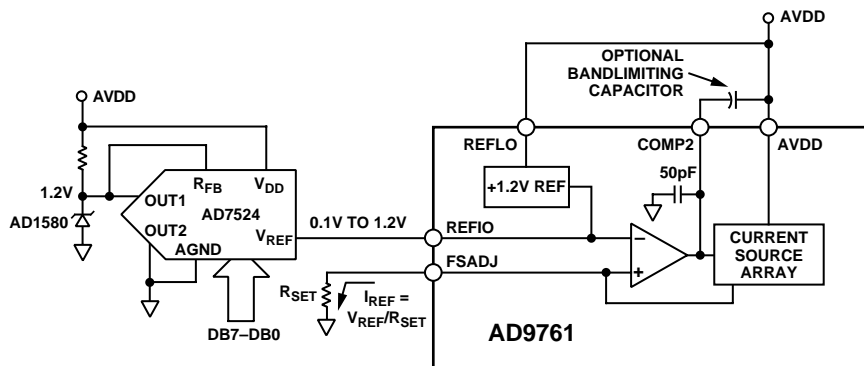 AVDD
OPTIONAL
BANDLIMITING
CAPACITOR
AVDD
REFLO
COMP2
AVDD
1.2V
RFB
VDD
OUT1
AD7524
AD1580
OUT2
VREF
AGND
0.1V TO 1.2V
REFIO
+1.2V REF
50pF
–
+
CURRENT
SOURCE
ARRAY
FSADJ
RSET
IREF =
VREF/RSET
DB7–DB0
AD9761